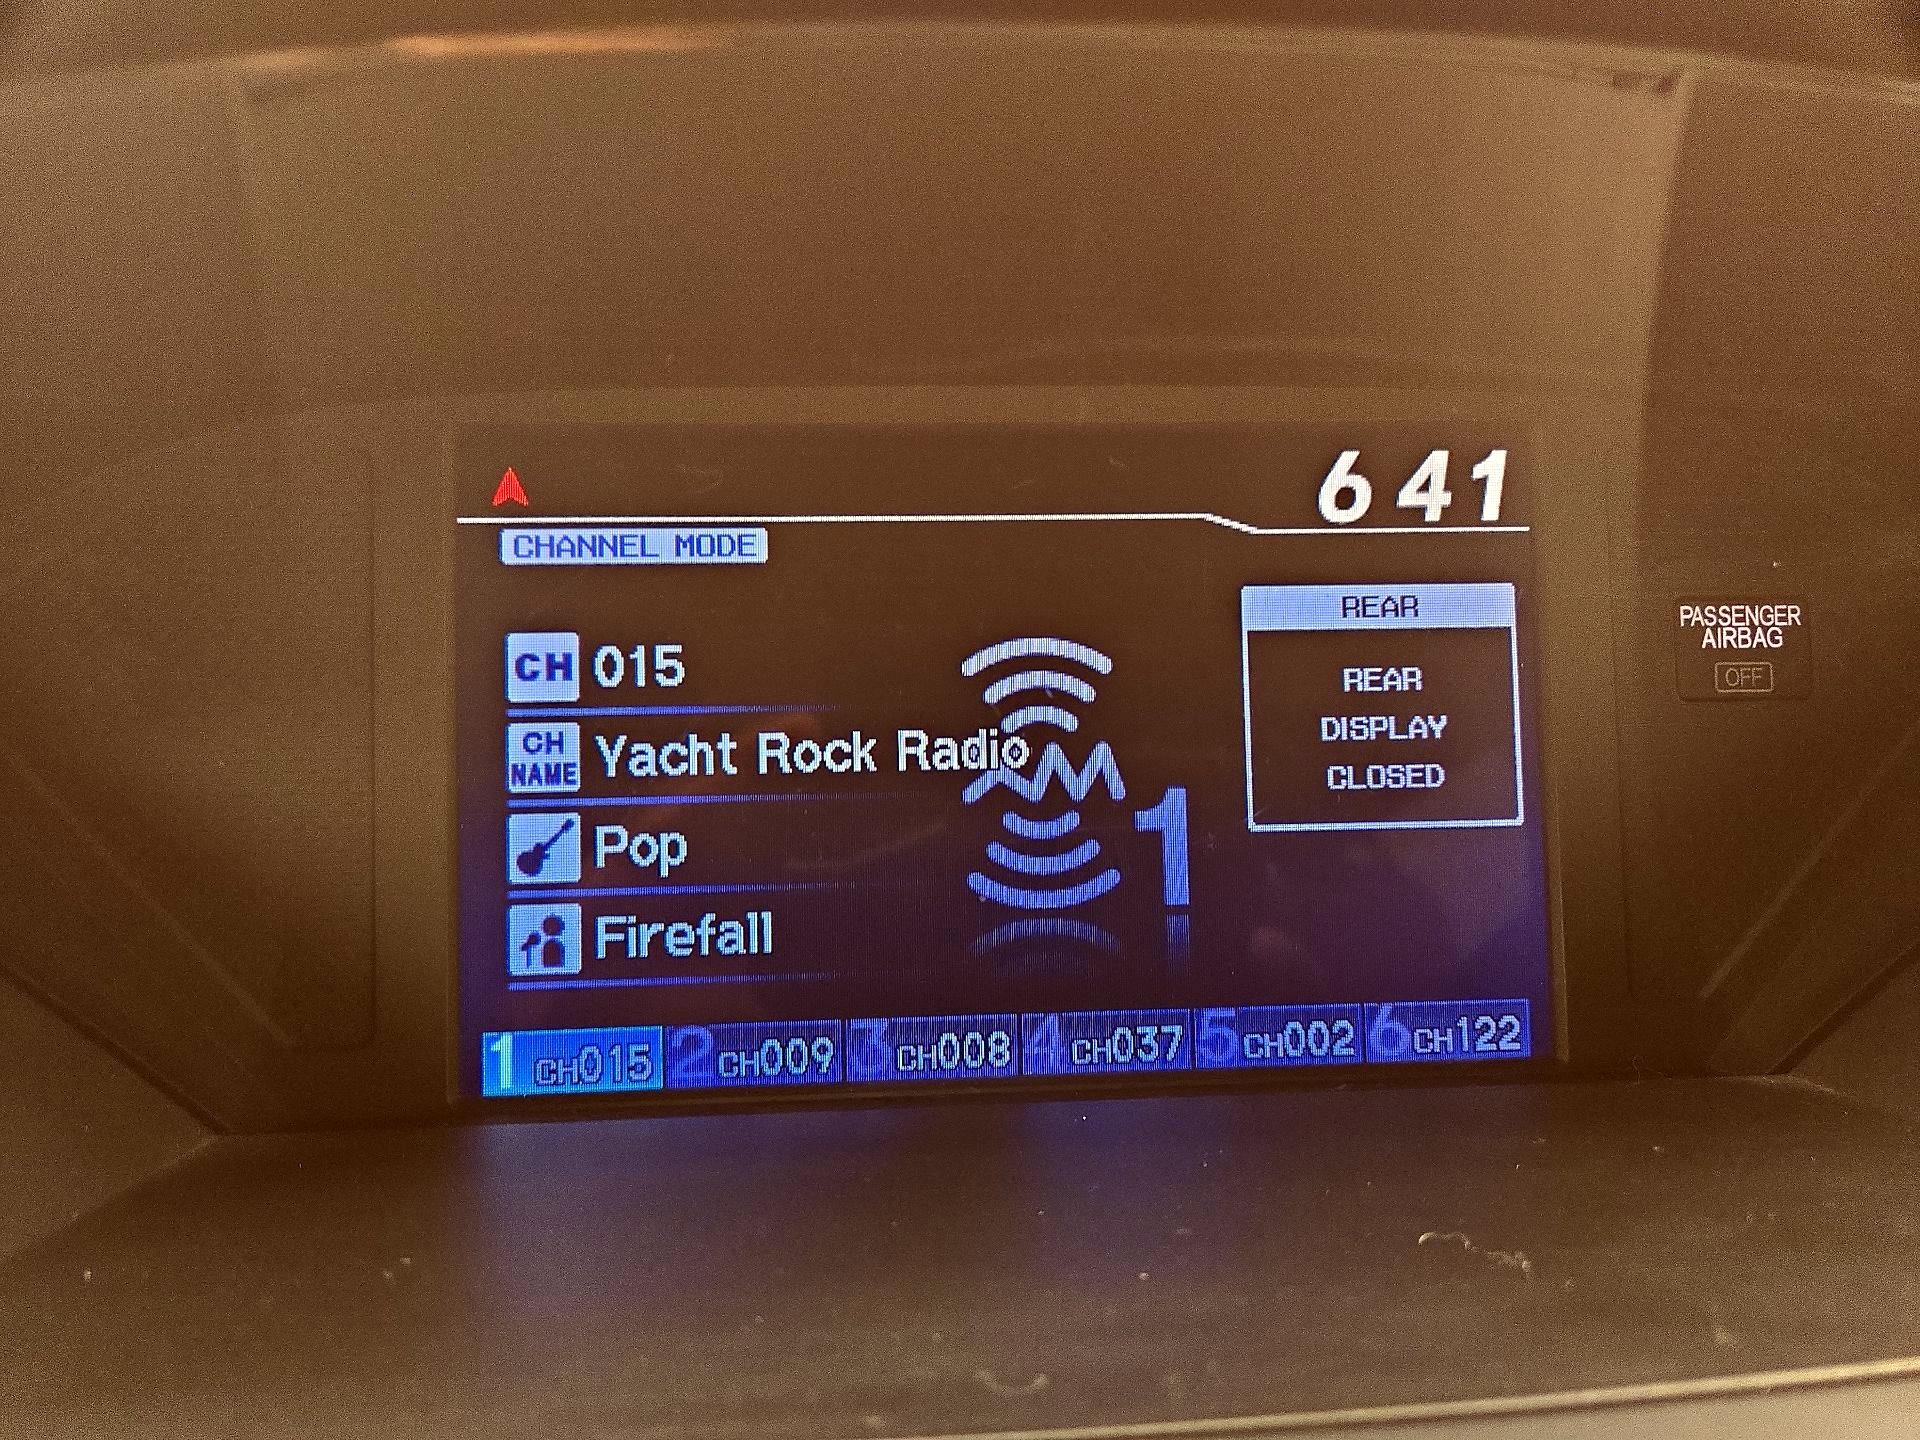 6 41
CHANNEL MODE
CH 015
CH NAME Yacht Rock Radio
Pop
Firefall
XM 1
REAR
REAR
DISPLAY
CLOSED
1 CH015 2 CH009 3 CH008 4 CH037 5 CH002 6 CH122
PASSENGER
AIRBAG
OFF